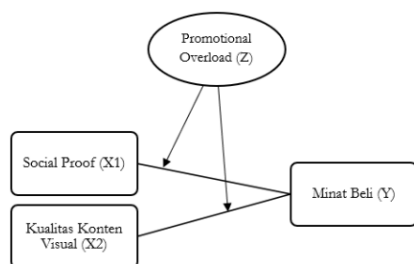 Promotional
Overload (Z)
Social Proof (X1)
Minat Beli (Y)
Kualitas Konten
Visual (X2)